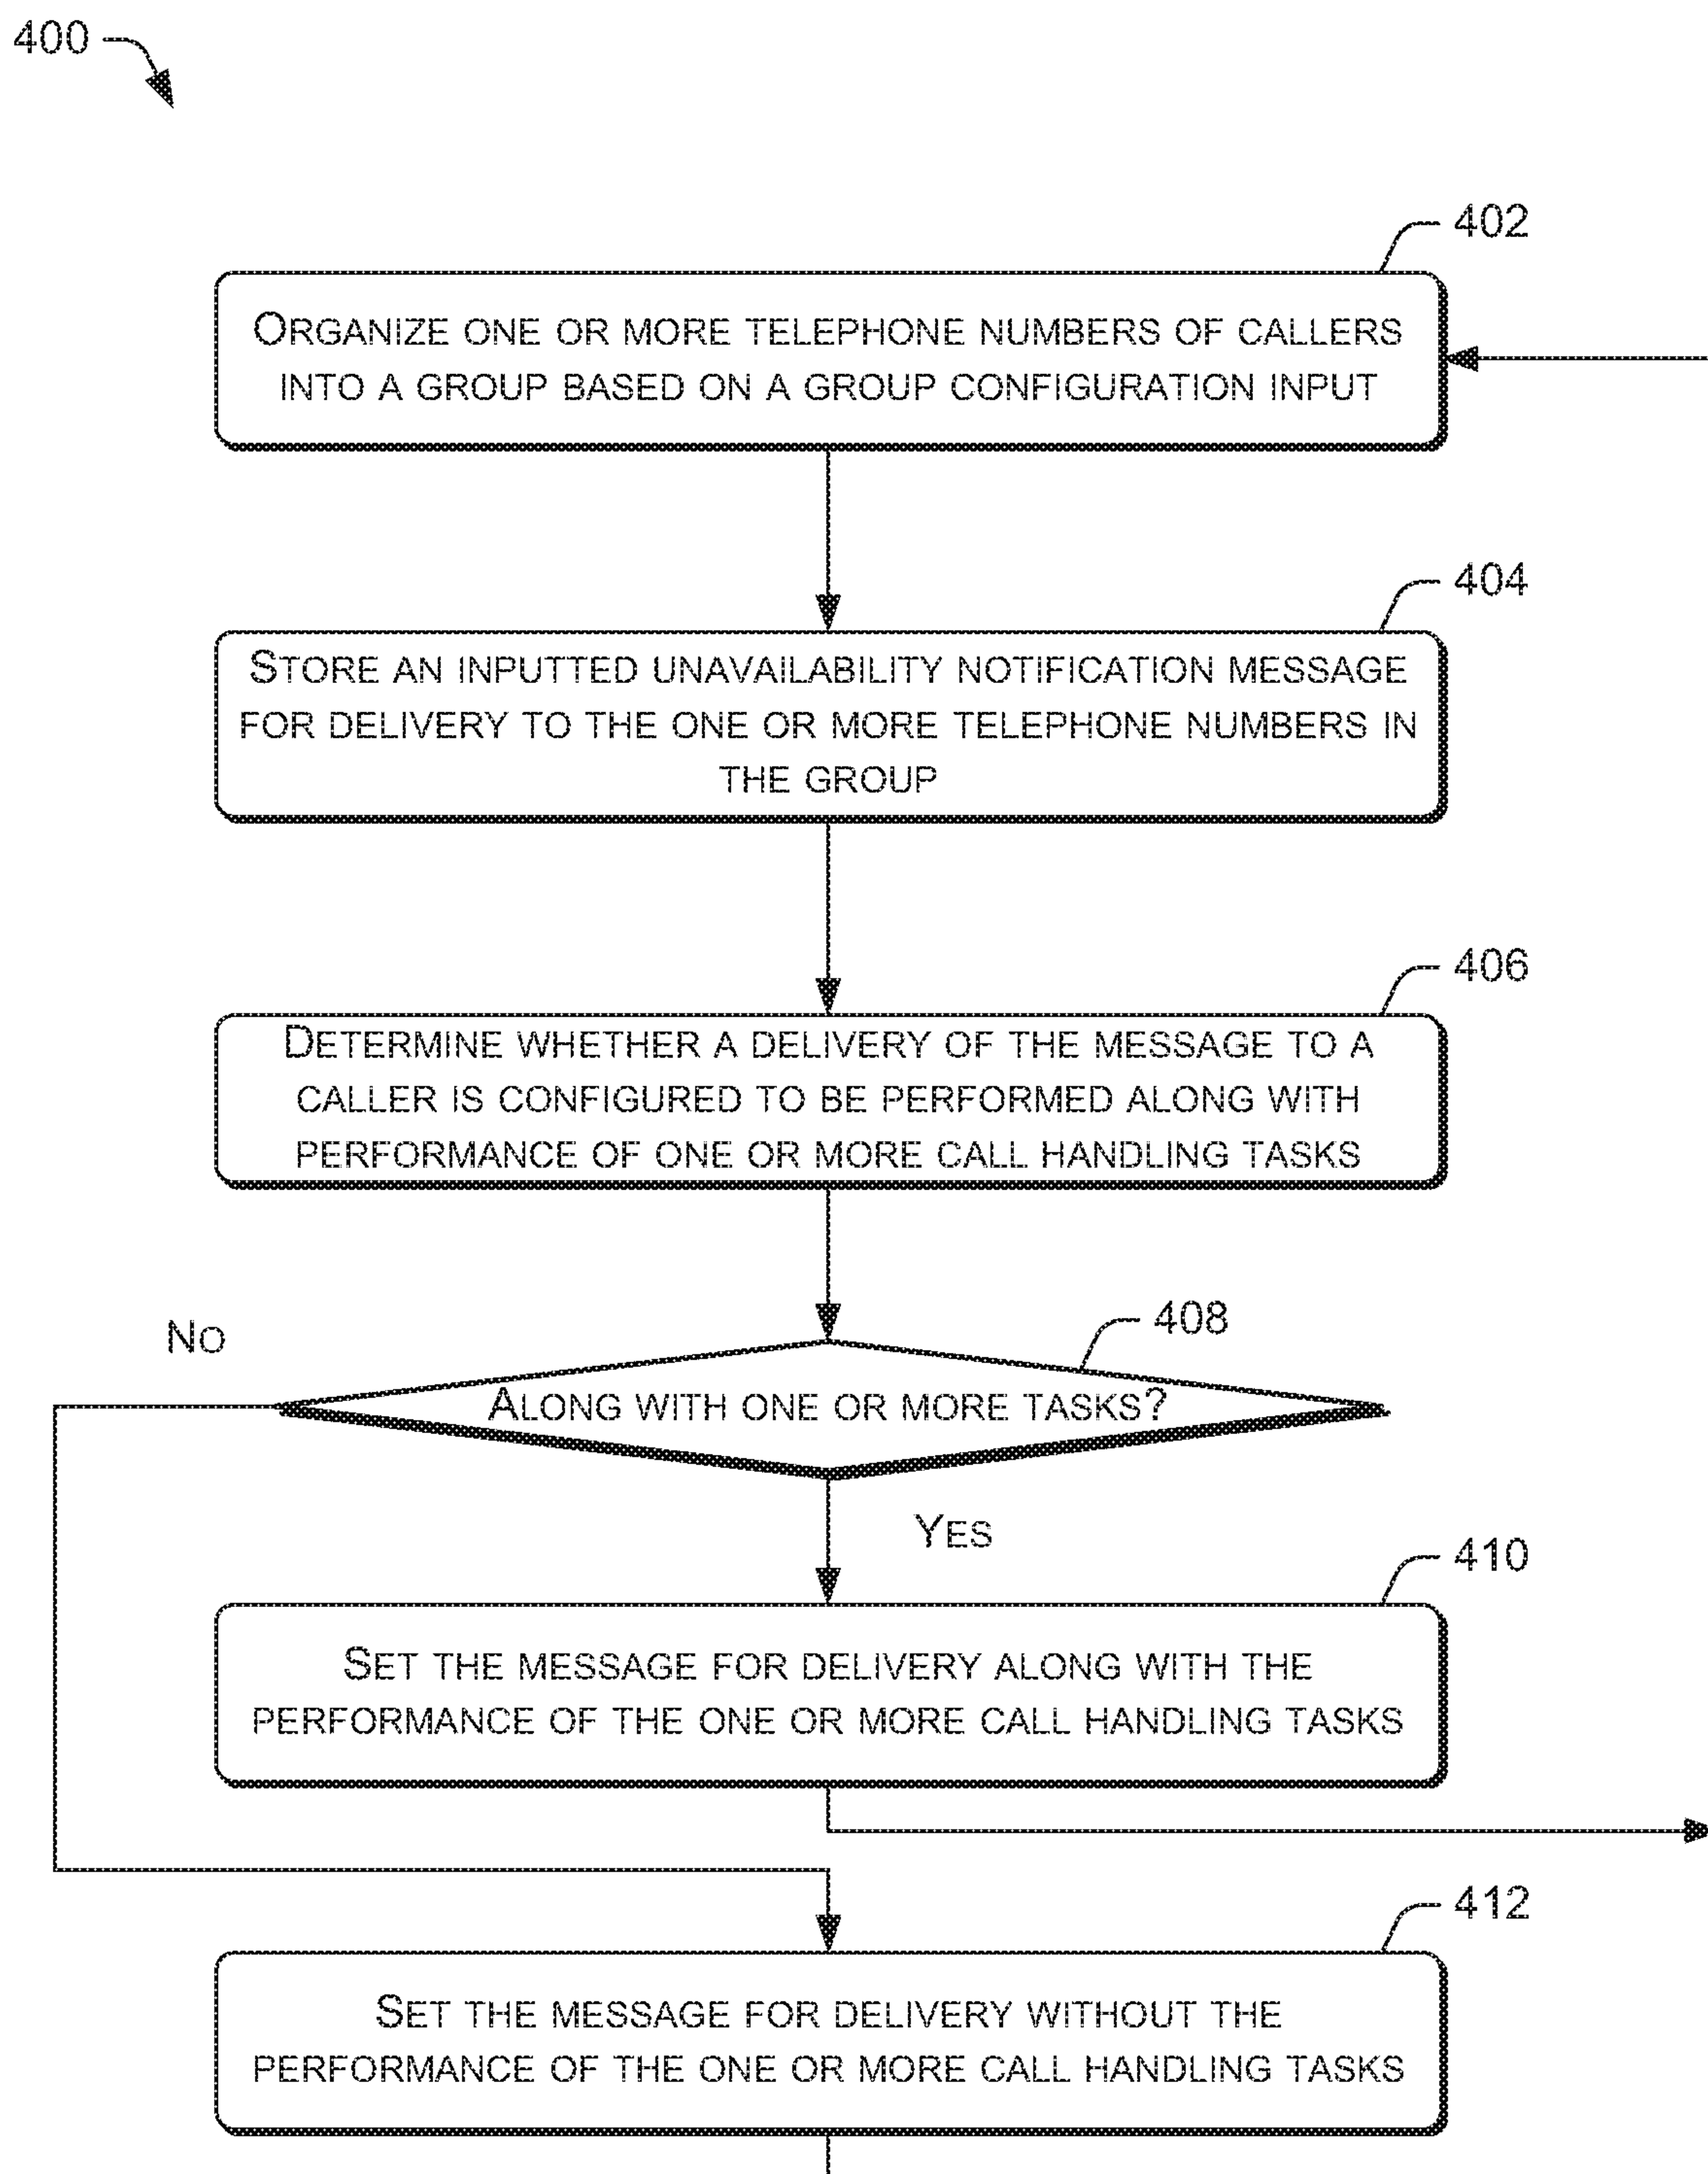 400
402
ORGANIZE ONE OR MORE TELEPHONE NUMBERS OF CALLERS
INTO A GROUP BASED ON A GROUP CONFIGURATION INPUT
404
STORE AN INPUTTED UNAVAILABILITY NOTIFICATION MESSAGE
FOR DELIVERY TO THE ONE OR MORE TELEPHONE NUMBERS IN
THE GROUP
406
DETERMINE WHETHER A DELIVERY OF THE MESSAGE TO A
CALLER IS CONFIGURED TO BE PERFORMED ALONG WITH
PERFORMANCE OF ONE OR MORE CALL HANDLING TASKS
408
NO
ALONG WITH ONE OR MORE TASKS?
YES
410
SET THE MESSAGE FOR DELIVERY ALONG WITH THE
PERFORMANCE OF THE ONE OR MORE CALL HANDLING TASKS
412
SET THE MESSAGE FOR DELIVERY WITHOUT THE
PERFORMANCE OF THE ONE OR MORE CALL HANDLING TASKS